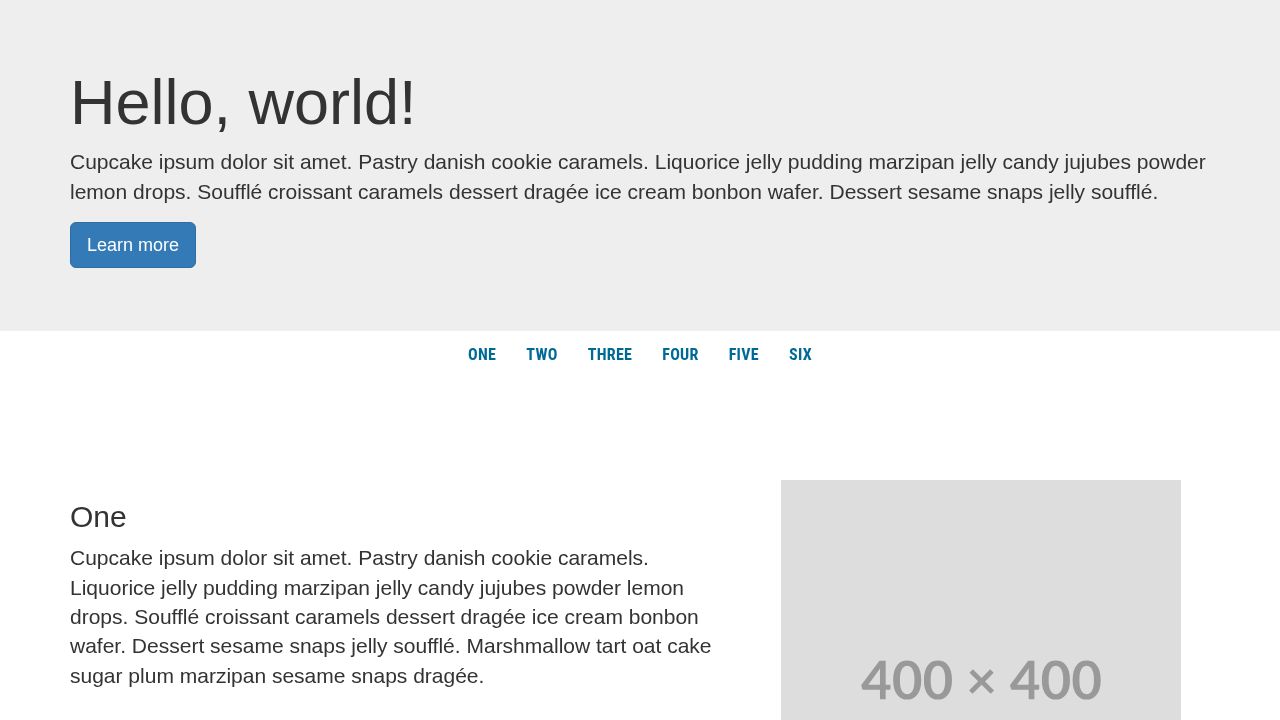 Hello, world!
Cupcake ipsum dolor sit amet. Pastry danish cookie caramels. Liquorice jelly pudding marzipan jelly candy jujubes powder
lemon drops. Soufflé croissant caramels dessert dragée ice cream bonbon wafer. Dessert sesame snaps jelly soufflé.
Learn more
ONE TWO THREE FOUR FIVE SIX
One
Cupcake ipsum dolor sit amet. Pastry danish cookie caramels.
Liquorice jelly pudding marzipan jelly candy jujubes powder lemon
drops. Soufflé croissant caramels dessert dragée ice cream bonbon
wafer. Dessert sesame snaps jelly soufflé. Marshmallow tart oat cake
sugar plum marzipan sesame snaps dragée.
400 × 400